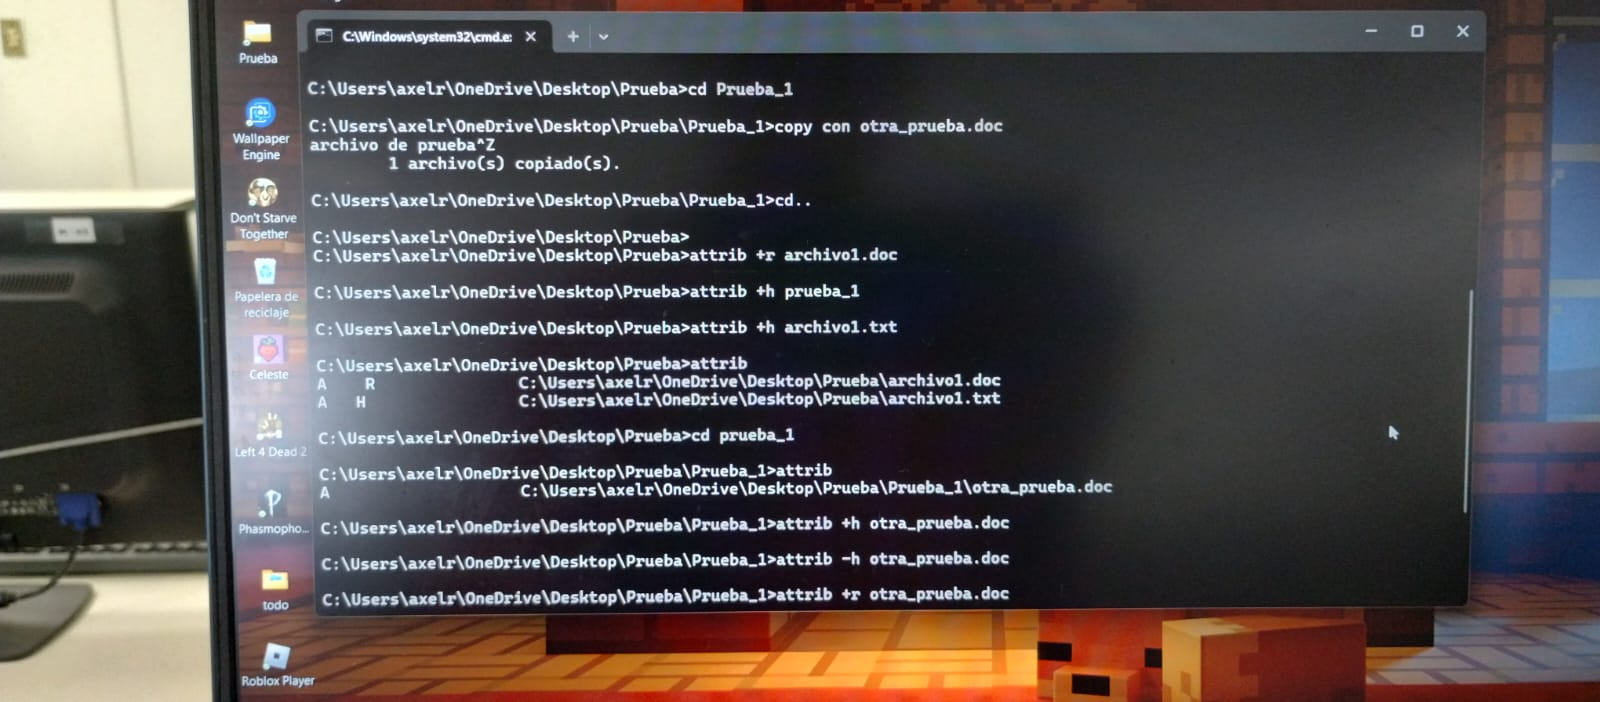 Prueba
Wallpaper
Engine
Don't Starve
Together
Papelera de
reciclaje
Celeste
Left 4 Dead 2
Phasmopho...
todo
Roblox Player
C:\Windows\system32\cmd.e:
C:\Users\axelr\OneDrive\Desktop\Prueba>cd Prueba_1
C:\Users\axelr\OneDrive\Desktop\Prueba\Prueba_1>copy con otra_prueba.doc
archivo de prueba^Z
1 archivo(s) copiado(s).
C:\Users\axelr\OneDrive\Desktop\Prueba\Prueba_1>cd..
C:\Users\axelr\OneDrive\Desktop\Prueba>
C:\Users\axelr\OneDrive\Desktop\Prueba>attrib +r archivo1.doc
C:\Users\axelr\OneDrive\Desktop\Prueba>attrib +h prueba_1
C:\Users\axelr\OneDrive\Desktop\Prueba>attrib +h archivo1.txt
C:\Users\axelr\OneDrive\Desktop\Prueba>attrib
A    R                C:\Users\axelr\OneDrive\Desktop\Prueba\archivo1.doc
A   H                 C:\Users\axelr\OneDrive\Desktop\Prueba\archivo1.txt
C:\Users\axelr\OneDrive\Desktop\Prueba>cd prueba_1
C:\Users\axelr\OneDrive\Desktop\Prueba\Prueba_1>attrib
A                     C:\Users\axelr\OneDrive\Desktop\Prueba\Prueba_1\otra_prueba.doc
C:\Users\axelr\OneDrive\Desktop\Prueba\Prueba_1>attrib +h otra_prueba.doc
C:\Users\axelr\OneDrive\Desktop\Prueba\Prueba_1>attrib -h otra_prueba.doc
C:\Users\axelr\OneDrive\Desktop\Prueba\Prueba_1>attrib +r otra_prueba.doc